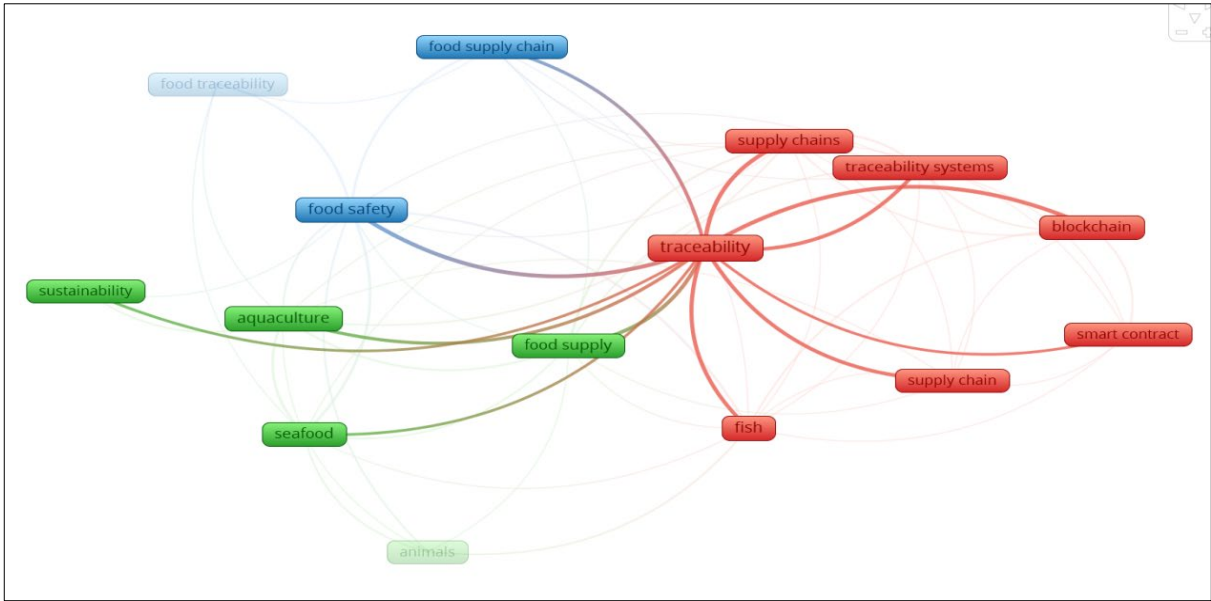 food supply chain
food traceability
supply chains
traceability systems
food safety
blockchain
traceability
sustainability
aquaculture
food supply
smart contract
supply chain
fish
seafood
animals